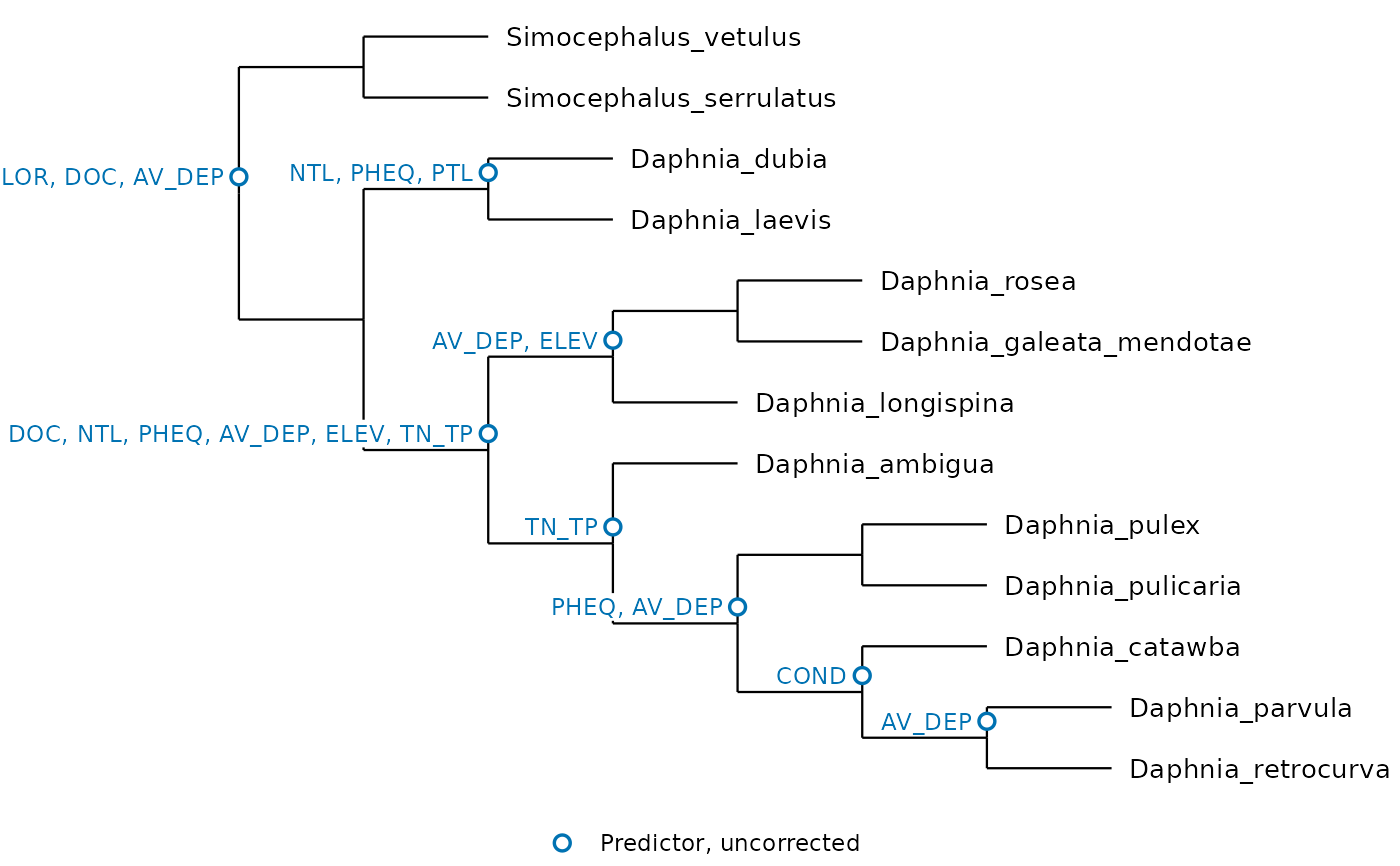 Simocephalus_vetulus
Simocephalus_serrulatus
Daphnia_dubia
NTL, PHEQ, PTL
LOR, DOC, AV_DEP
Daphnia_laevis
Daphnia_rosea
AV_DEP, ELEV
Daphnia_galeata_mendotae
Daphnia_longispina
DOC, NTL, PHEQ, AV_DEP, ELEV, TN_TP
Daphnia_ambigua
Daphnia_pulex
TN_TP
Daphnia_pulicaria
PHEQ, AV_DEP
Daphnia_catawba
COND
Daphnia_parvula
AV_DEP
Daphnia_retrocurva
Predictor, uncorrected